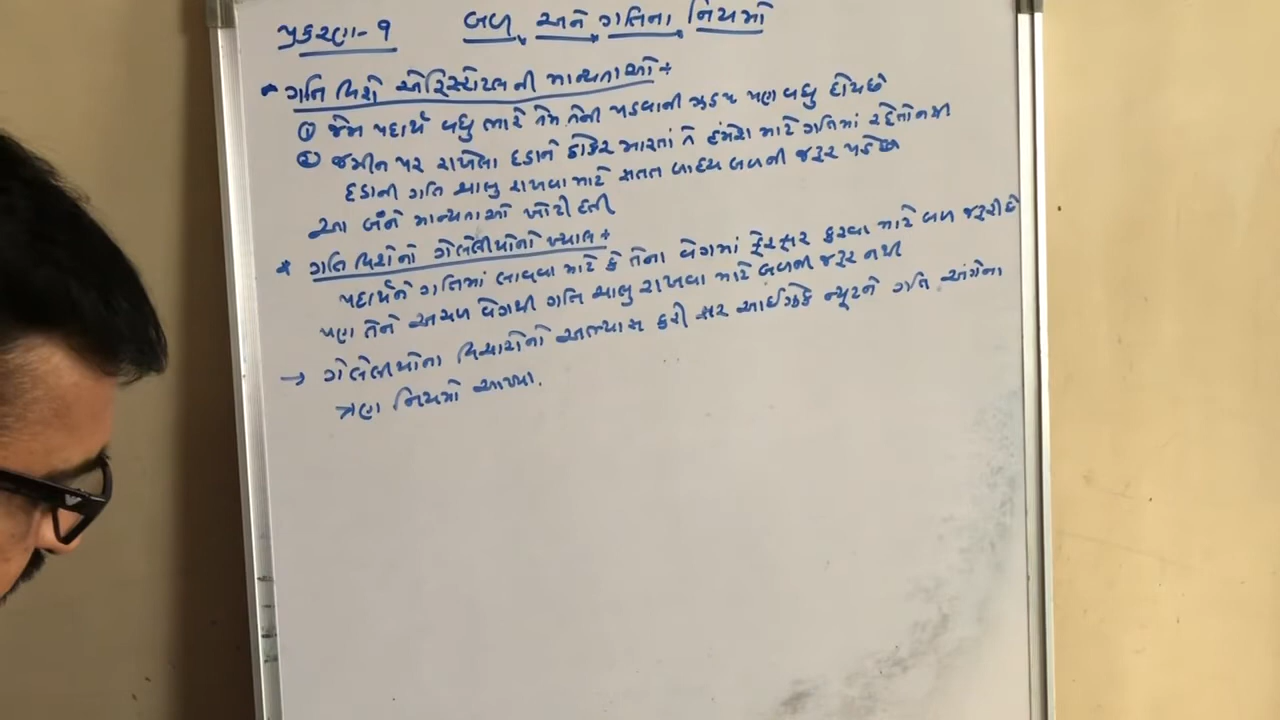 પ્રકરણ-૧ બળ અને ગતિના નિયમો
* ગતિ વિશે એરિસ્ટોટલની માન્યતાઓ :
① જેમ પદાર્થ વધુ ભારે તેમ તેની પડવાની ઝડપ પણ વધુ હોય છે
② જમીન પર રાખેલા દડાને ઠોકર મારતાં તે હંમેશા માટે ગતિમાં રહેતો નથી
દડાની ગતિ ચાલુ રાખવા માટે સતત બાહ્ય બળની જરૂર પડે છે
આ બંને માન્યતાઓ ખોટી હતી
* ગતિ વિશેનો ગેલેલીયોનો ખ્યાલ :
પદાર્થને ગતિમાં લાવવા માટે કે તેના વેગમાં ફેરફાર કરવા માટે બળ જરૂરી છે
પણ તેને અચળ વેગથી ગતિ ચાલુ રાખવા માટે બળની જરૂર નથી
→ ગેલેલીયોના વિચારોનો અભ્યાસ કરી સર આઈઝેક ન્યૂટને ગતિ અંગેના
ત્રણ નિયમો આપ્યા.